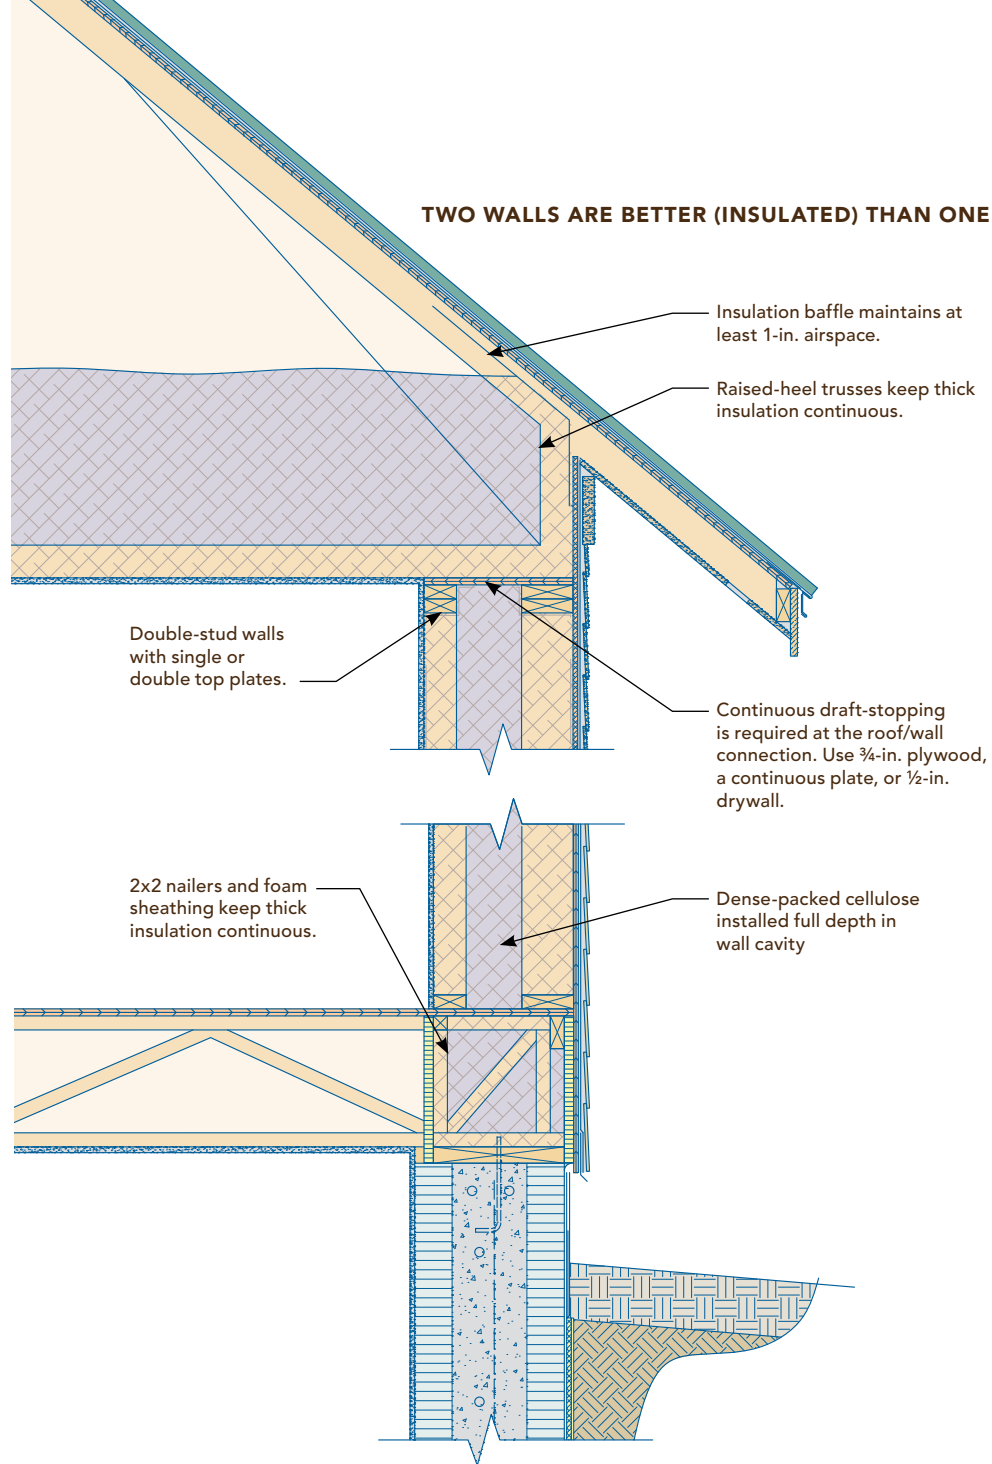 TWO WALLS ARE BETTER (INSULATED) THAN ONE
Insulation baffle maintains at
least 1-in. airspace.
Raised-heel trusses keep thick
insulation continuous.
Double-stud walls
with single or
double top plates.
Continuous draft-stopping
is required at the roof/wall
connection. Use ¾-in. plywood,
a continuous plate, or ½-in.
drywall.
2x2 nailers and foam
sheathing keep thick
insulation continuous.
Dense-packed cellulose
installed full depth in
wall cavity